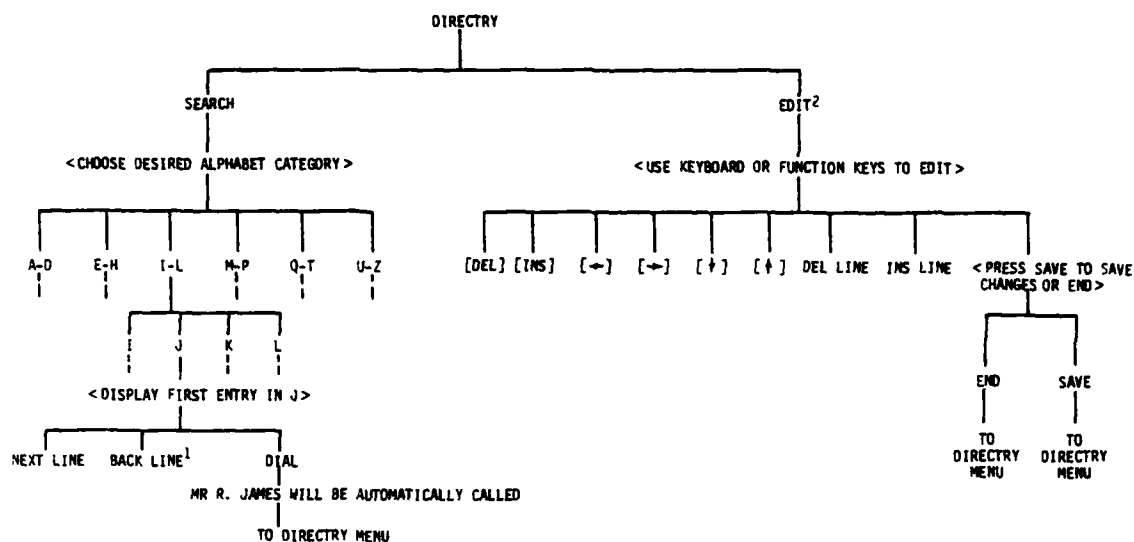 DIRECTRY
SEARCH
EDIT2
<CHOOSE DESIRED ALPHABET CATEGORY>
<USE KEYBOARD OR FUNCTION KEYS TO EDIT>
A-D E-H I-L M-P Q-T U-Z
[DEL] [INS] [←] [→] [↓] [↑] DEL LINE INS LINE <PRESS SAVE TO SAVE
CHANGES OR END>
I J K L
<DISPLAY FIRST ENTRY IN J>
END SAVE
NEXT LINE BACK LINE1 DIAL
TO DIRECTRY MENU
TO DIRECTRY MENU
MR R. JAMES WILL BE AUTOMATICALLY CALLED
TO DIRECTRY MENU